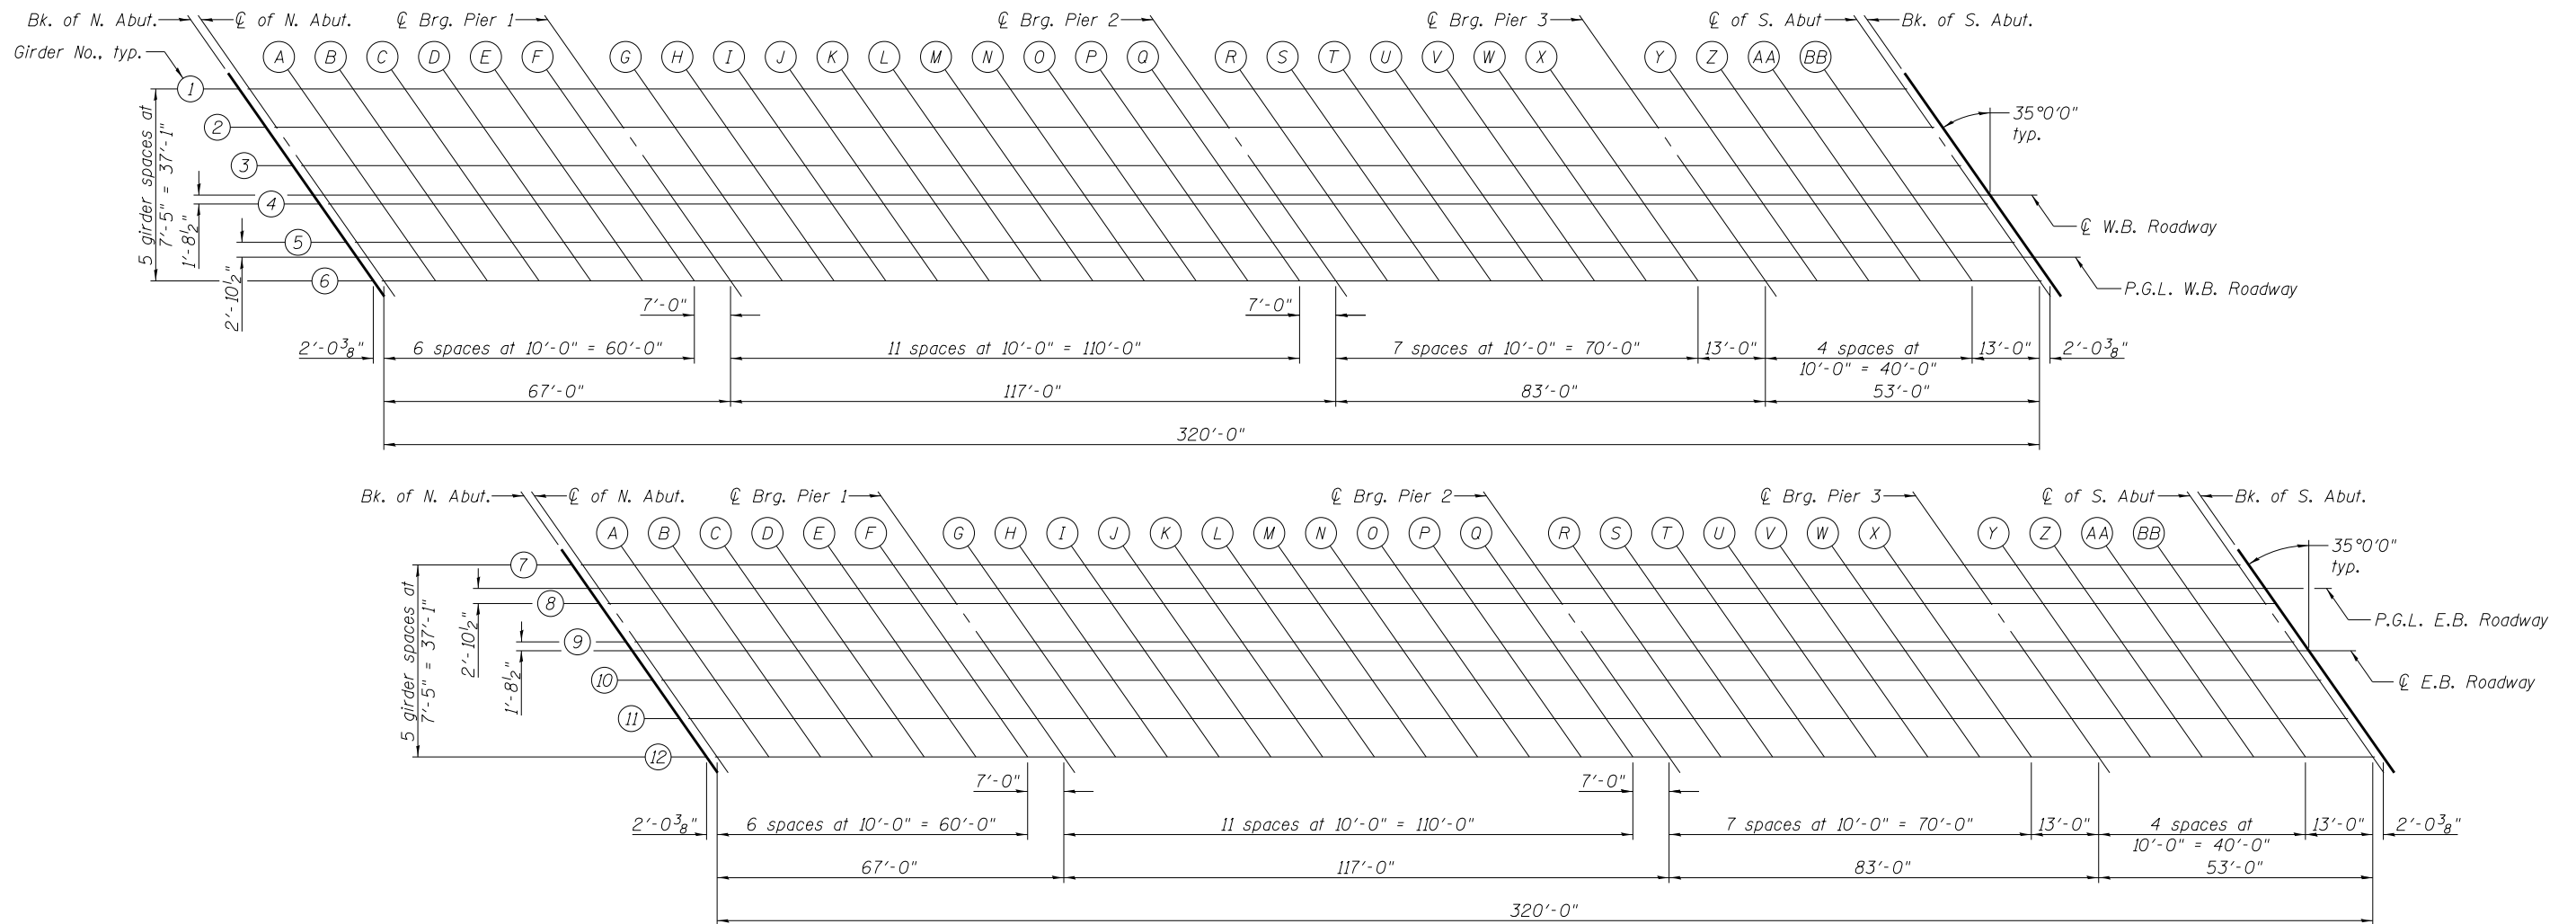 Bk. of N. Abut. ℄ of N. Abut. ℄ Brg. Pier 1 ℄ Brg. Pier 2 ℄ Brg. Pier 3 ℄ of S. Abut Bk. of S. Abut.
Girder No., typ.
A B C D E F G H I J K L M N O P Q R S T U V W X Y Z AA BB
1
2
3
4
5
6
5 girder spaces at
7'-5" = 37'-1"
1'-8½"
2'-10½"
35°0'0"
typ.
℄ W.B. Roadway
P.G.L. W.B. Roadway
7'-0" 7'-0"
2'-0⅜" 6 spaces at 10'-0" = 60'-0" 11 spaces at 10'-0" = 110'-0" 7 spaces at 10'-0" = 70'-0" 13'-0" 4 spaces at 13'-0" 2'-0⅜"
10'-0" = 40'-0"
67'-0" 117'-0" 83'-0" 53'-0"
320'-0"
Bk. of N. Abut. ℄ of N. Abut. ℄ Brg. Pier 1 ℄ Brg. Pier 2 ℄ Brg. Pier 3 ℄ of S. Abut Bk. of S. Abut.
A B C D E F G H I J K L M N O P Q R S T U V W X Y Z AA BB
7
8
9
10
11
12
5 girder spaces at
7'-5" = 37'-1"
2'-10½"
1'-8½"
35°0'0"
typ.
P.G.L. E.B. Roadway
℄ E.B. Roadway
7'-0" 7'-0"
2'-0⅜" 6 spaces at 10'-0" = 60'-0" 11 spaces at 10'-0" = 110'-0" 7 spaces at 10'-0" = 70'-0" 13'-0" 4 spaces at 13'-0" 2'-0⅜"
10'-0" = 40'-0"
67'-0" 117'-0" 83'-0" 53'-0"
320'-0"